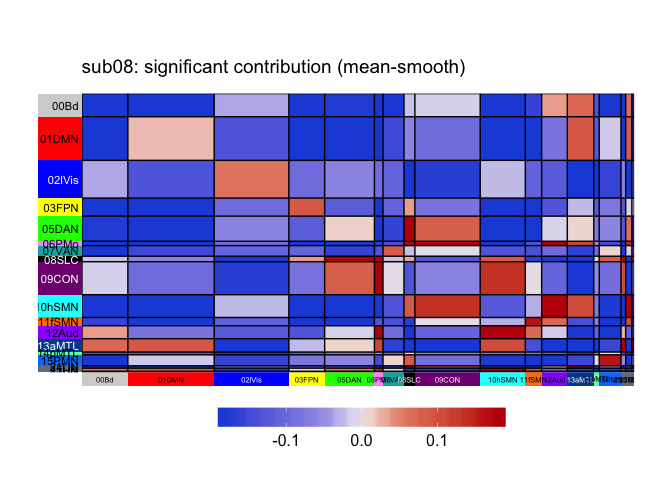 sub08: significant contribution (mean-smooth)
00Bd
01DMN
02lVis
03FPN
05DAN
06PMo
07VAN
08SLC
09CON
10hSMN
11fSMN
12Aud
13aMTL
15PMN
00Bd 01DMN 02lVis 03FPN 05DAN 08SLC 09CON 10hSMN 11fSMN 12Aud
-0.1 0.0 0.1